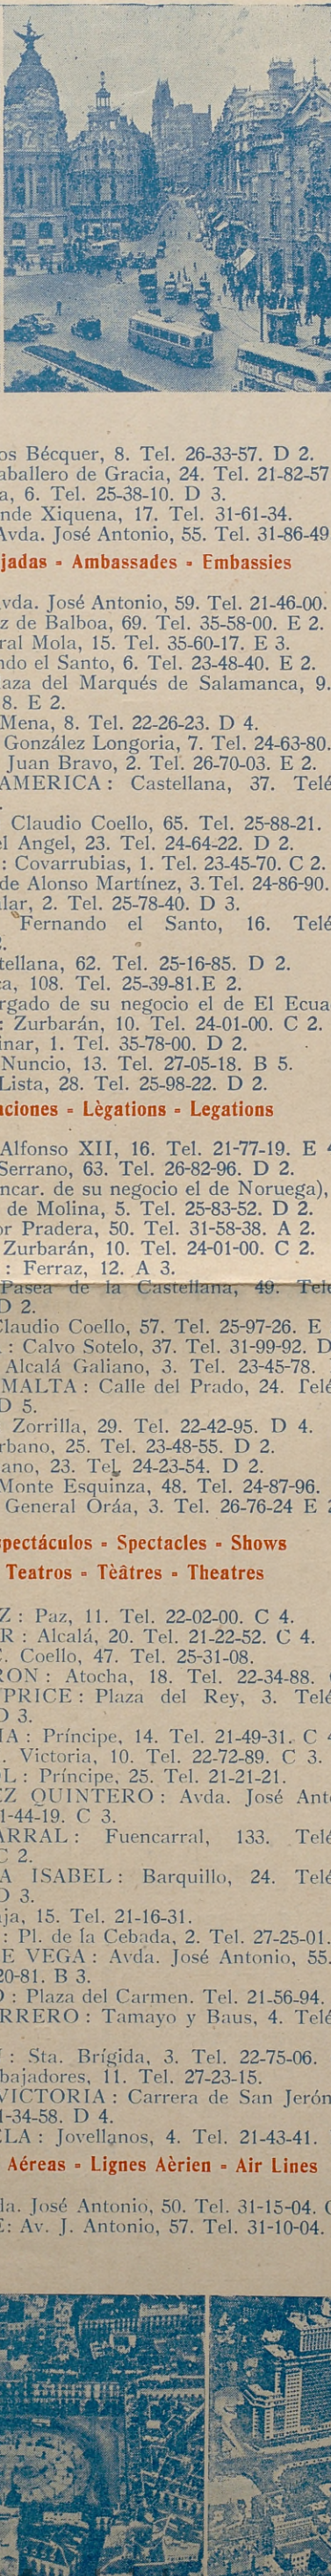 os Bécquer, 8. Tel. 26-33-57. D 2.
aballero de Gracia, 24. Tel. 21-82-57
a, 6. Tel. 25-38-10. D 3.
nde Xiquena, 17. Tel. 31-61-34.
Avda. José Antonio, 55. Tel. 31-86-49
jadas - Ambassades - Embassies
vda. José Antonio, 59. Tel. 21-46-00.
z de Balboa, 69. Tel. 35-58-00. E 2.
ral Mola, 15. Tel. 35-60-17. E 3.
ndo el Santo, 6. Tel. 23-48-40. E 2.
aza del Marqués de Salamanca, 9.
8. E 2.
Mena, 8. Tel. 22-26-23. D 4.
González Longoria, 7. Tel. 24-63-80.
Juan Bravo, 2. Tel. 26-70-03. E 2.
AMERICA: Castellana, 37. Telé
Claudio Coello, 65. Tel. 25-88-21.
el Angel, 23. Tel. 24-64-22. D 2.
: Covarrubias, 1. Tel. 23-45-70. C 2.
de Alonso Martínez, 3. Tel. 24-86-90.
lar, 2. Tel. 25-78-40. D 3.
Fernando el Santo, 16. Telé
2.
tellana, 62. Tel. 25-16-85. D 2.
ca, 108. Tel. 25-39-81. E 2.
argado de su negocio el de El Ecua
: Zurbarán, 10. Tel. 24-01-00. C 2.
inar, 1. Tel. 35-78-00. D 2.
Nuncio, 13. Tel. 27-05-18. B 5.
Lista, 28. Tel. 25-98-22. D 2.
aciones - Lègations - Legations
Alfonso XII, 16. Tel. 21-77-19. E 4
Serrano, 63. Tel. 26-82-96. D 2.
ncar. de su negocio el de Noruega),
de Molina, 5. Tel. 25-83-52. D 2.
or Pradera, 50. Tel. 31-58-38. A 2.
Zurbarán, 10. Tel. 24-01-00. C 2.
: Ferraz, 12. A 3.
Pasea de la Castellana, 49. Telé
D 2.
Claudio Coello, 57. Tel. 25-97-26. E
: Calvo Sotelo, 37. Tel. 31-99-92. D
Alcalá Galiano, 3. Tel. 23-45-78.
MALTA: Calle del Prado, 24. Telé
D 5.
Zorrilla, 29. Tel. 22-42-95. D 4.
rbano, 25. Tel. 23-48-55. D 2.
ano, 23. Tel. 24-23-54. D 2.
Monte Esquinza, 48. Tel. 24-87-96.
General Oráa, 3. Tel. 26-76-24 E 2
spectáculos - Spectacles - Shows
Teatros - Tèâtres - Theatres
Z: Paz, 11. Tel. 22-02-00. C 4.
R: Alcalá, 20. Tel. 21-22-52. C 4.
C. Coello, 47. Tel. 25-31-08.
RON: Atocha, 18. Tel. 22-34-88.
PRICE: Plaza del Rey, 3. Telé
D 3.
IA: Príncipe, 14. Tel. 21-49-31. C 4
. Victoria, 10. Tel. 22-72-89. C 3.
L: Príncipe, 25. Tel. 21-21-21.
EZ QUINTERO: Avda. José Anto
1-44-19. C 3.
ARRAL: Fuencarral, 133. Telé
C 2.
A ISABEL: Barquillo, 24. Telé
D 3.
ja, 15. Tel. 21-16-31.
: Pl. de la Cebada, 2. Tel. 27-25-01.
E VEGA: Avda. José Antonio, 55.
20-81. B 3.
O: Plaza del Carmen. Tel. 21-56-94.
RRERO: Tamayo y Baus, 4. Telé
: Sta. Brígida, 3. Tel. 22-75-06.
bajadores, 11. Tel. 27-23-15.
VICTORIA: Carrera de San Jerón
1-34-58. D 4.
ELA: Jovellanos, 4. Tel. 21-43-41.
Aéreas - Lignes Aèrien - Air Lines
da. José Antonio, 50. Tel. 31-15-04. C
E: Av. J. Antonio, 57. Tel. 31-10-04.